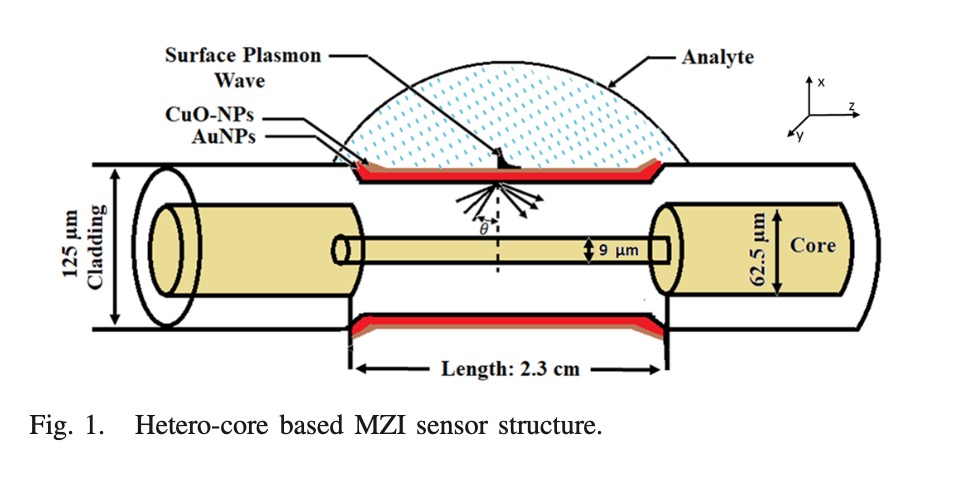 Surface Plasmon
Wave
Analyte
CuO-NPs
AuNPs
x
z
y
125 μm
Cladding
θ
9 μm
62.5 μm
Core
Length: 2.3 cm
Fig. 1. Hetero-core based MZI sensor structure.